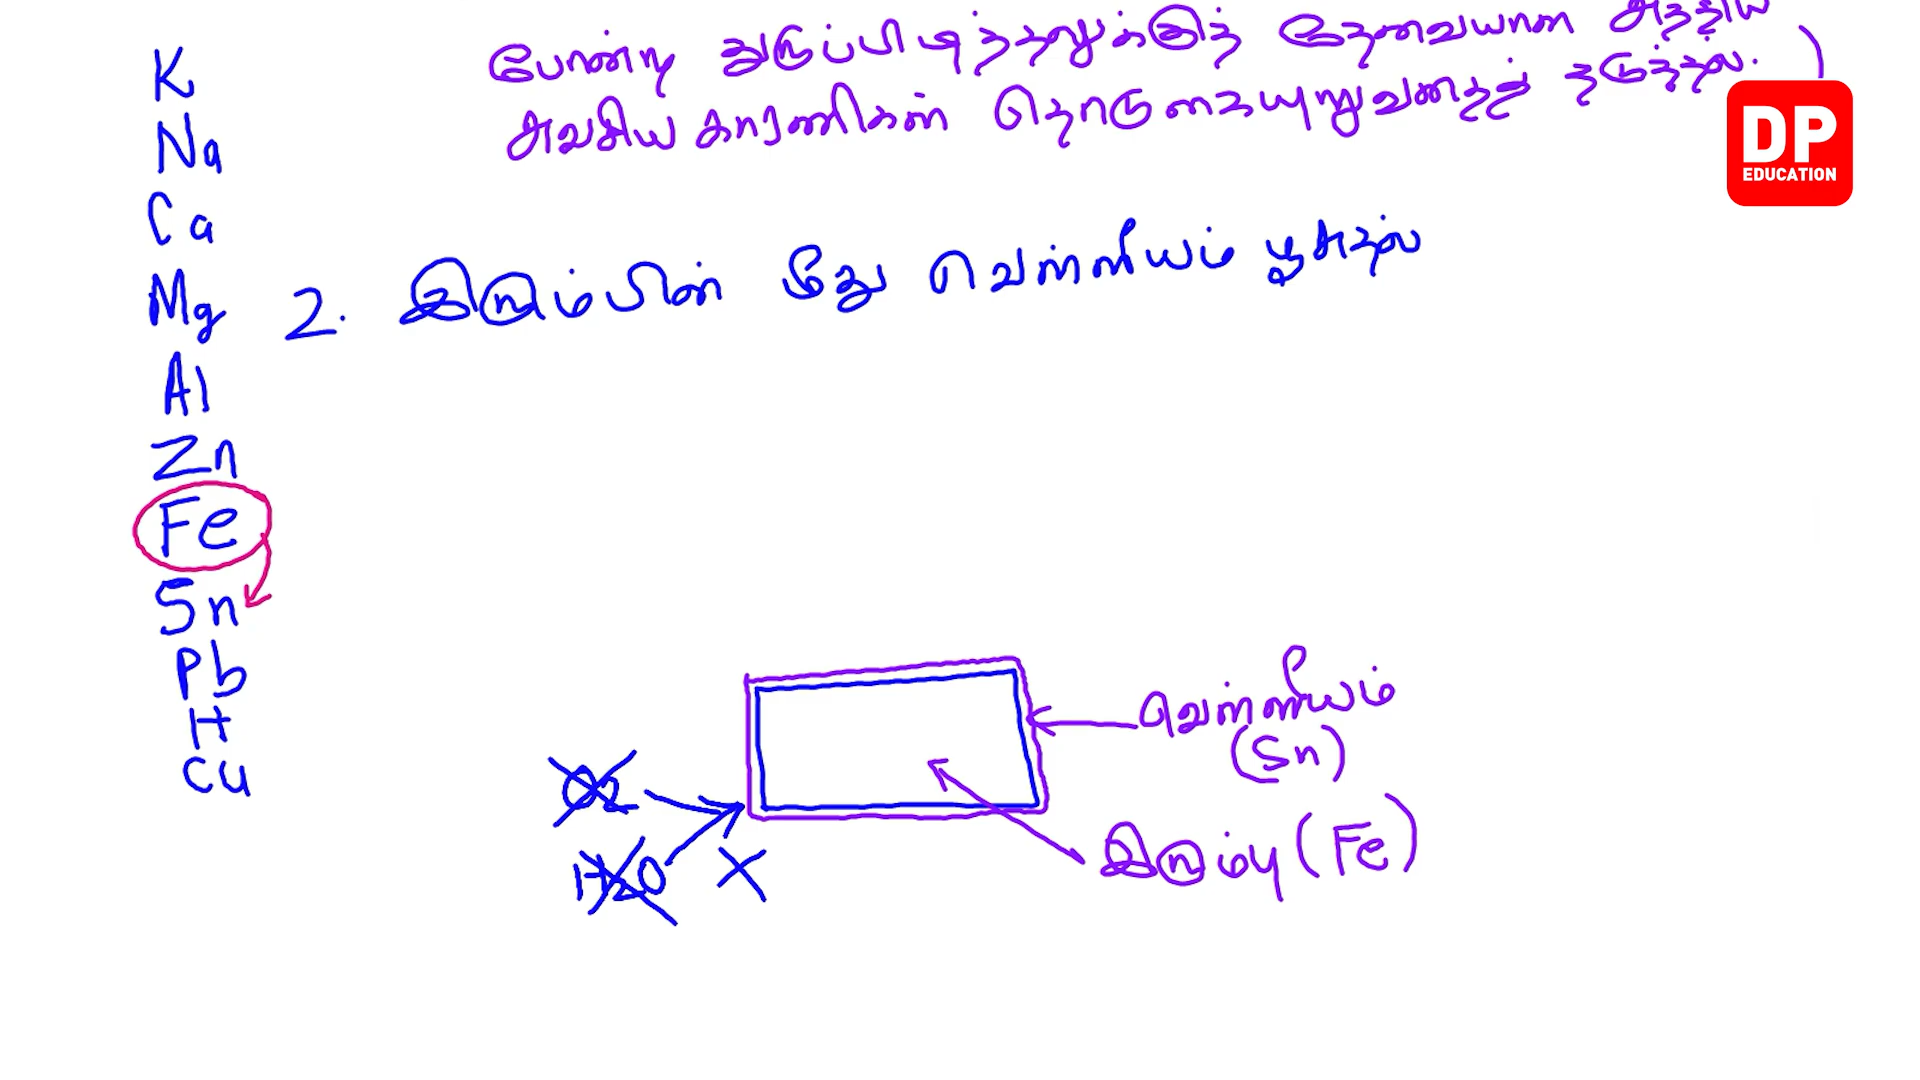 போன்ற துருப்பிடித்தலுக்குத் தேவையான அத்திய
அவசிய காரணிகள் தொடுகையுறுவதைத் தடுத்தல். )
DP
EDUCATION
K
Na
Ca
Mg
Al
Zn
Fe
Sn
Pb
H
Cu
2. இரும்பின் மீது வெள்ளீயம் பூசுதல்
வெள்ளீயம்
(Sn)
O2
H2O X
இரும்பு (Fe)